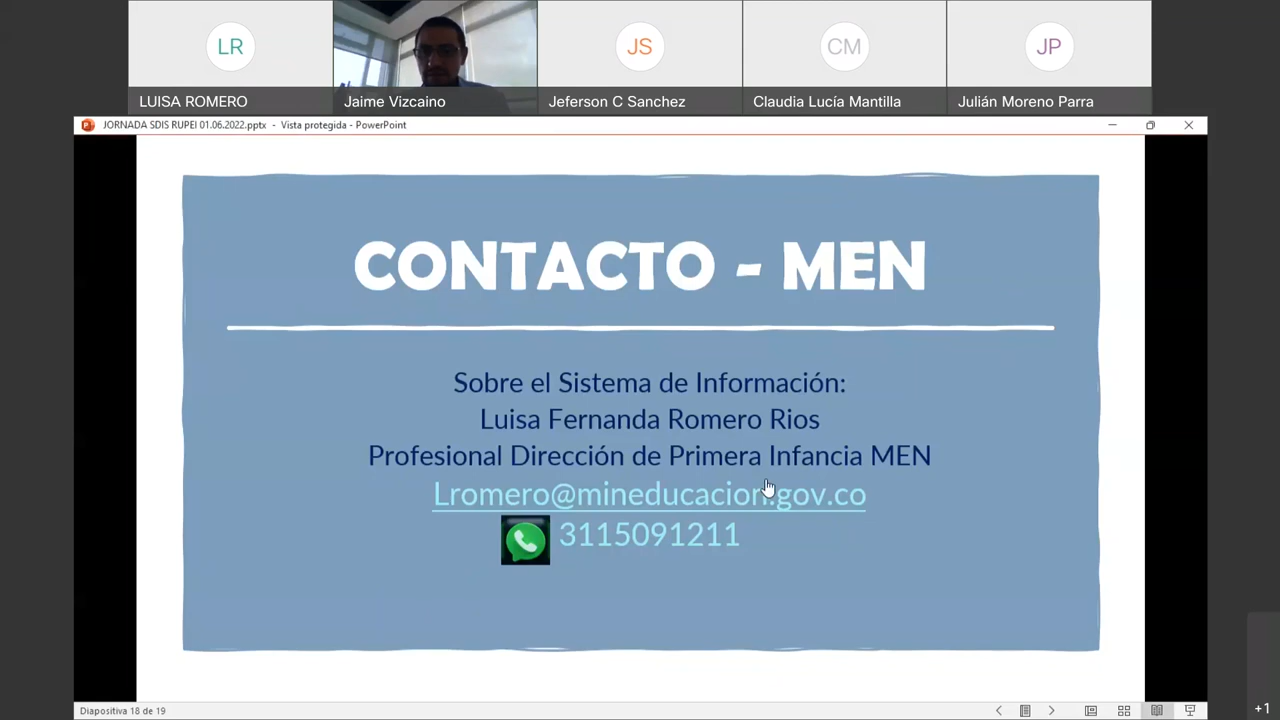 LR
JS
CM
JP
LUISA ROMERO
Jaime Vizcaino
Jeferson C Sanchez
Claudia Lucía Mantilla
Julián Moreno Parra
JORNADA SDIS RUPEI 01.06.2022.pptx - Vista protegida - PowerPoint
CONTACTO - MEN
Sobre el Sistema de Información:
Luisa Fernanda Romero Rios
Profesional Dirección de Primera Infancia MEN
Lromero@mineducacion.gov.co
3115091211
Diapositiva 18 de 19
+1